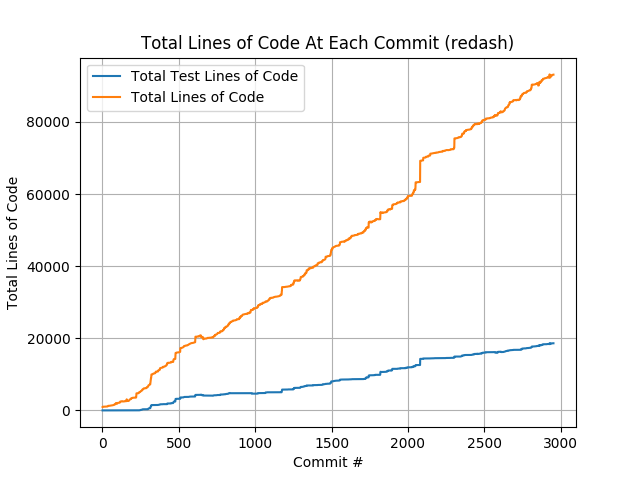 Total Lines of Code At Each Commit (redash)
Total Test Lines of Code
Total Lines of Code
Total Lines of Code
80000
60000
40000
20000
0
0 500 1000 1500 2000 2500 3000
Commit #